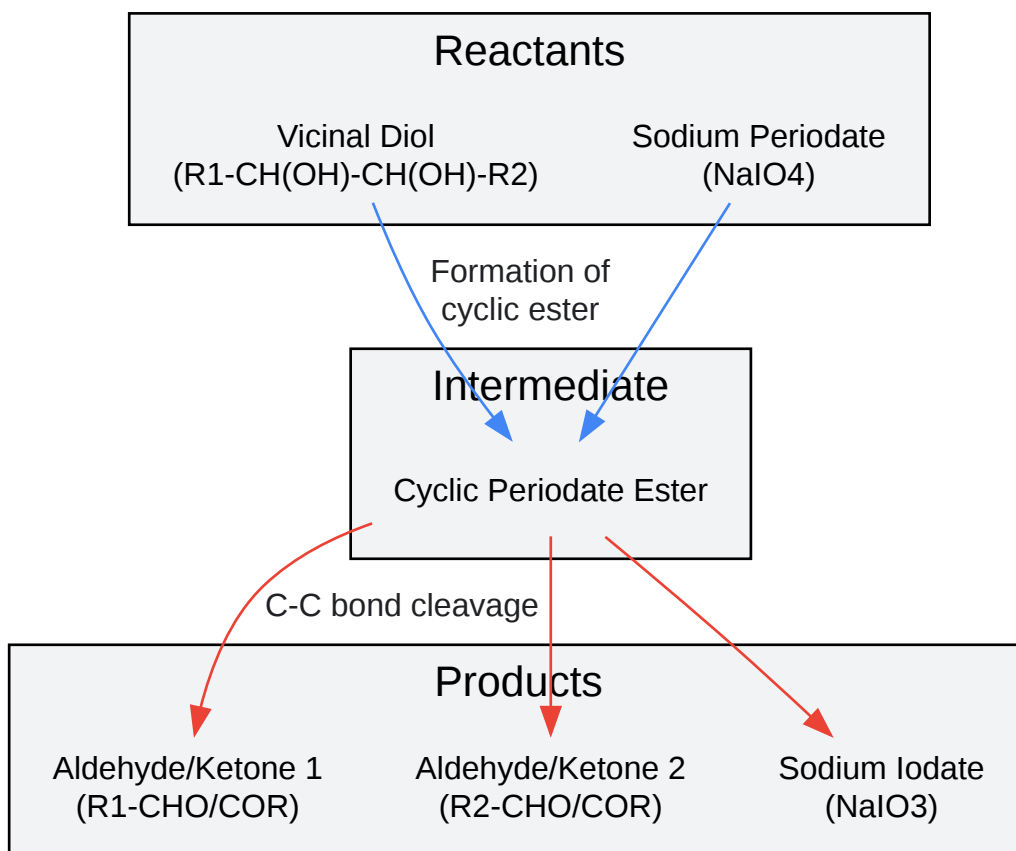 Reactants
Vicinal Diol
(R1-CH(OH)-CH(OH)-R2)
Sodium Periodate
(NaIO4)
Formation of
cyclic ester
Intermediate
Cyclic Periodate Ester
C-C bond cleavage
Products
Aldehyde/Ketone 1
(R1-CHO/COR)
Aldehyde/Ketone 2
(R2-CHO/COR)
Sodium Iodate
(NaIO3)